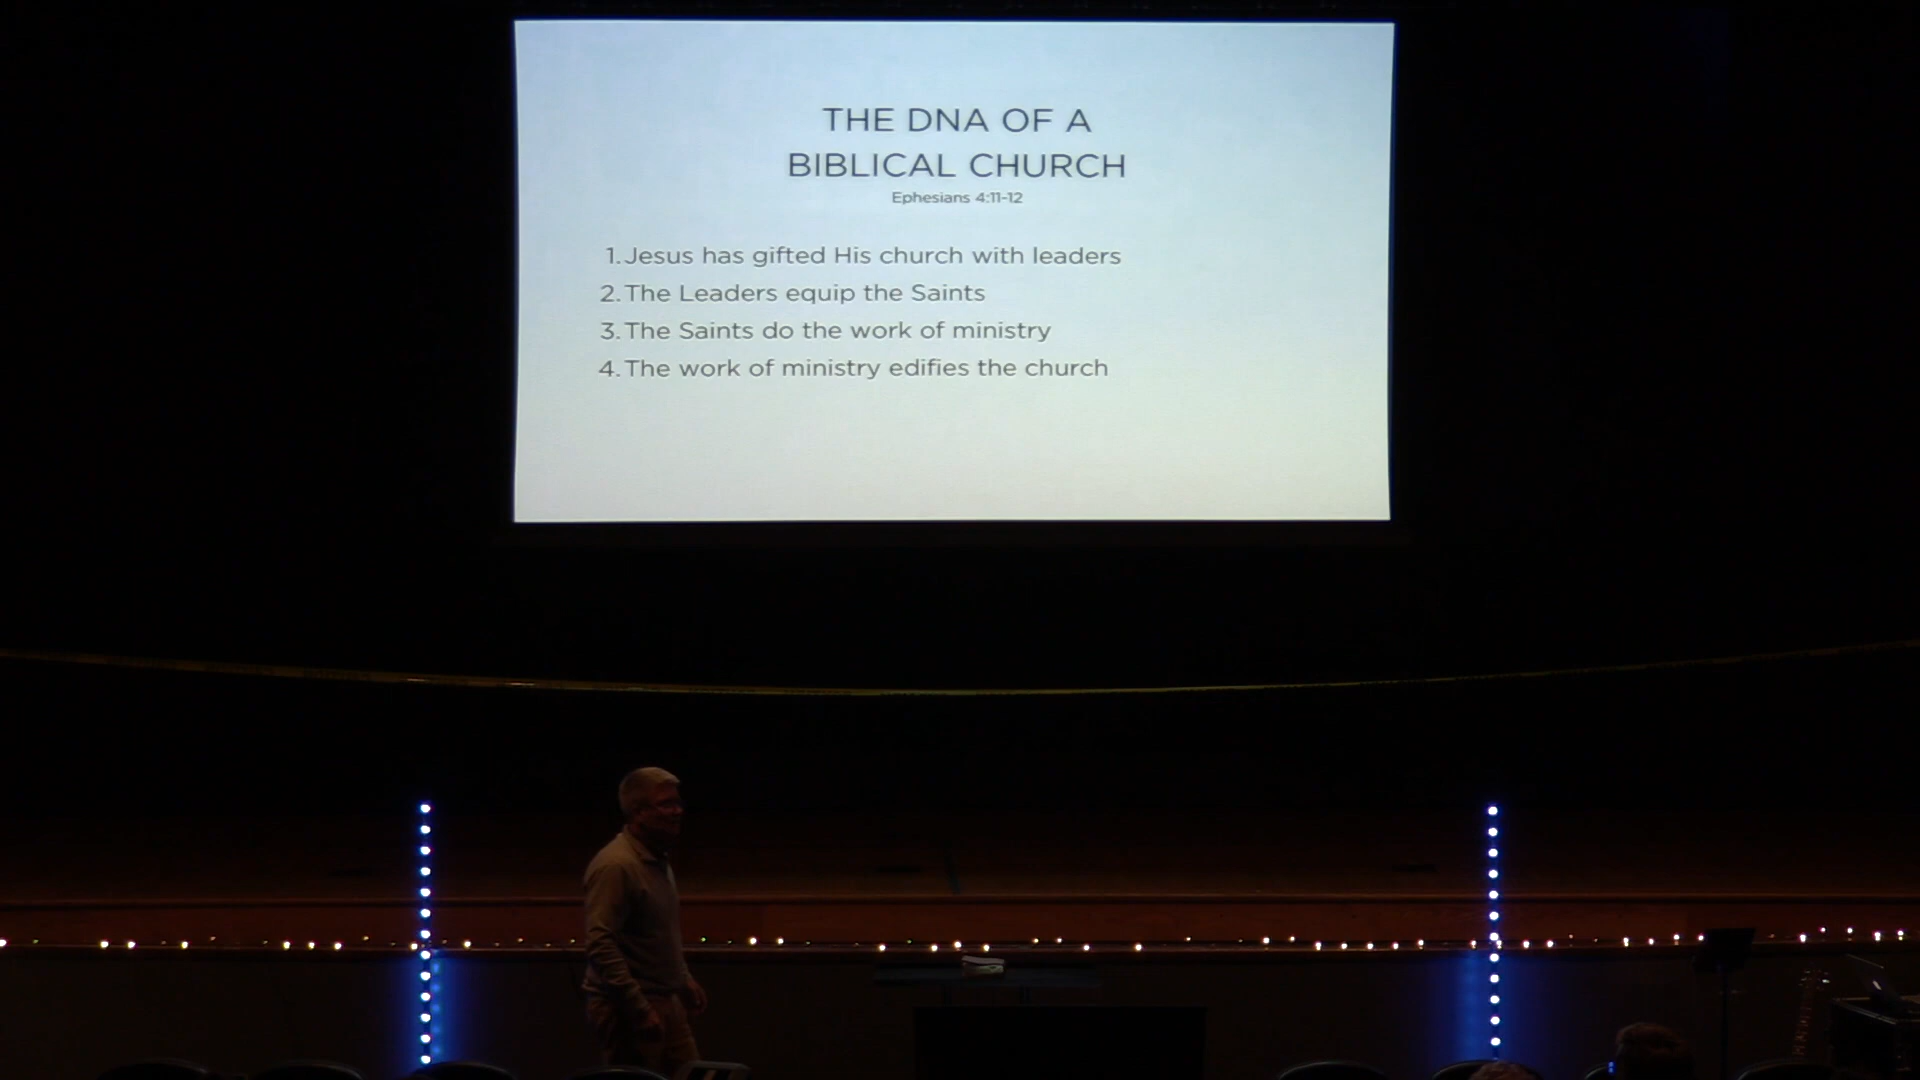 THE DNA OF A
BIBLICAL CHURCH
Ephesians 4:11-12
1. Jesus has gifted His church with leaders
2. The Leaders equip the Saints
3. The Saints do the work of ministry
4. The work of ministry edifies the church